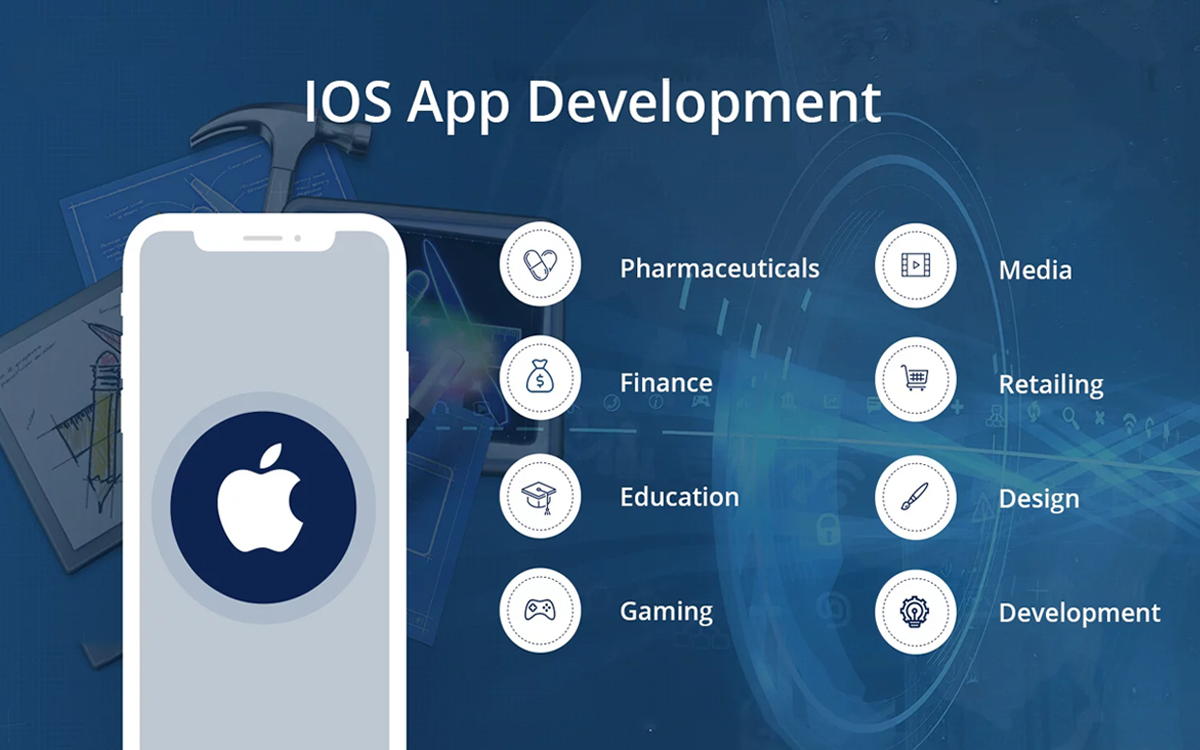 IOS App Development
Pharmaceuticals
Media
Finance
Retailing
Education
Design
Gaming
Development